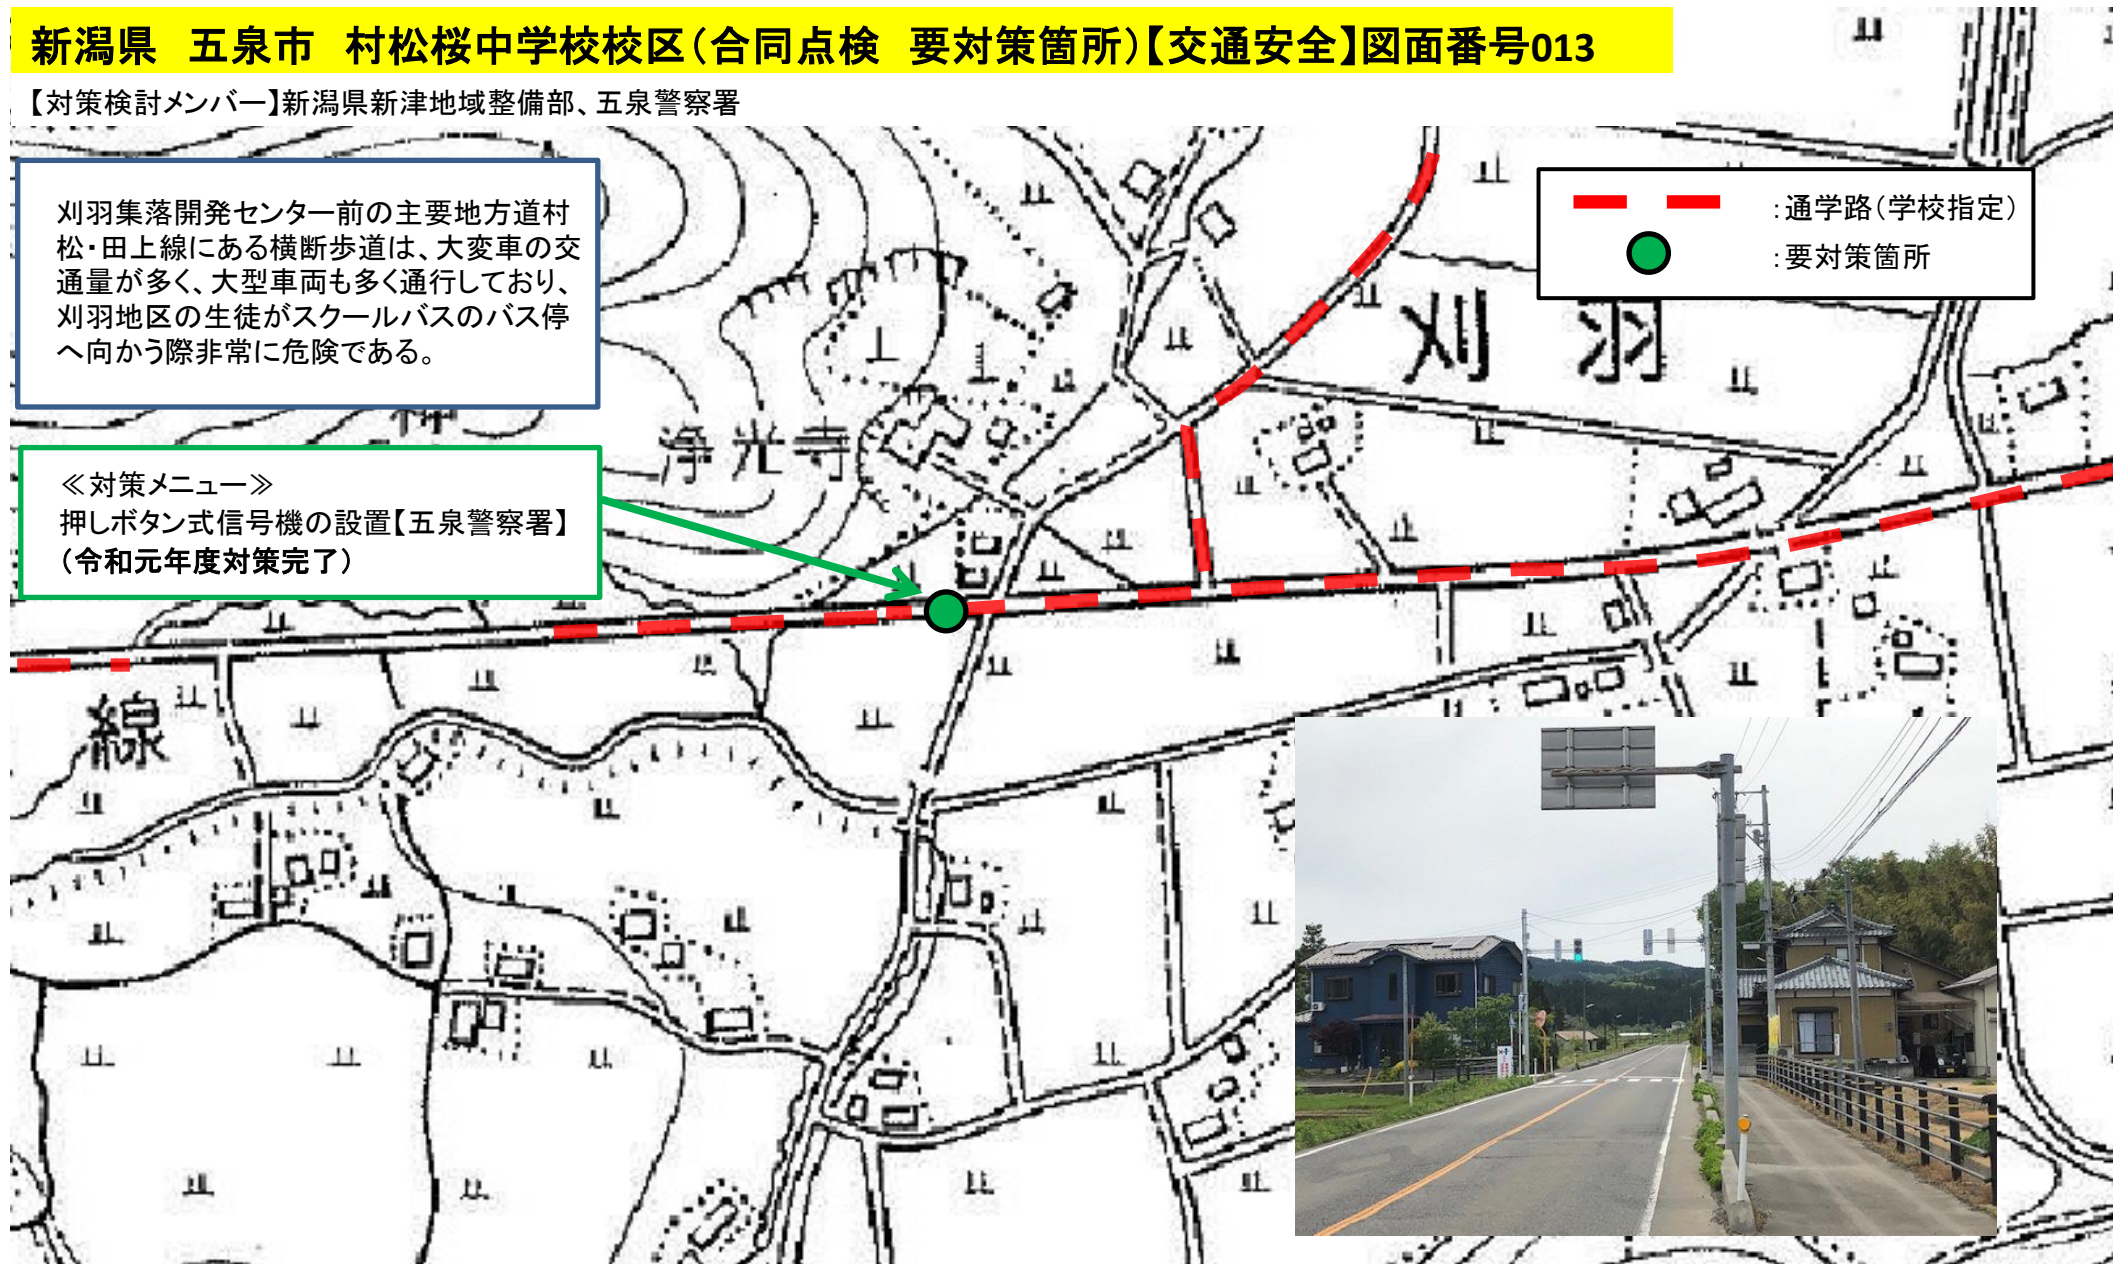 新潟県　五泉市　村松桜中学校校区（合同点検　要対策箇所）【交通安全】図面番号013
【対策検討メンバー】新潟県新津地域整備部、五泉警察署
刈羽集落開発センター前の主要地方道村
松・田上線にある横断歩道は、大変車の交
通量が多く、大型車両も多く通行しており、
刈羽地区の生徒がスクールバスのバス停
へ向かう際非常に危険である。
：通学路（学校指定）
：要対策箇所
刈羽
浄光寺
≪対策メニュー≫
押しボタン式信号機の設置【五泉警察署】
（令和元年度対策完了）
線